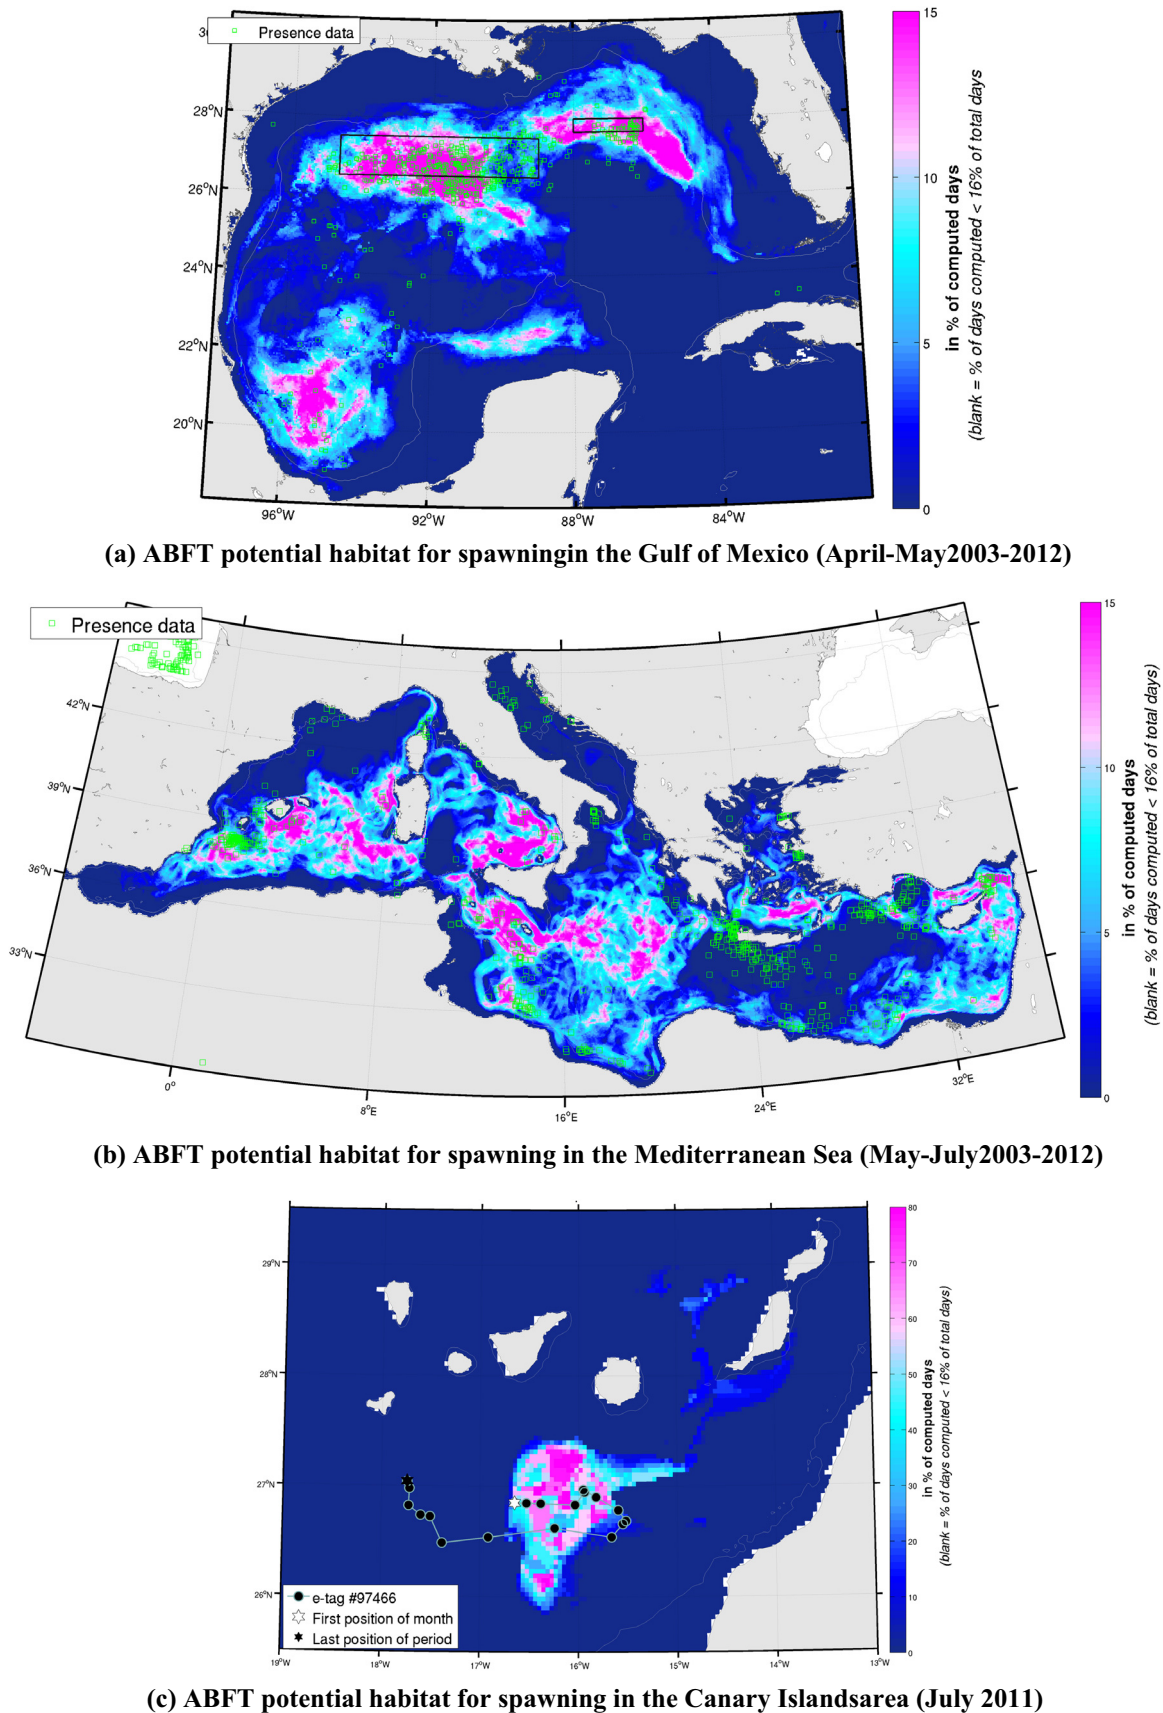 30
Presence data
28°N
26°N
24°N
22°N
20°N
96°W
92°W
88°W
84°W
15
10
5
0
in % of computed days
(blank = % of days computed < 16% of total days)
(a) ABFT potential habitat for spawningin the Gulf of Mexico (April-May2003-2012)
Presence data
42°N
39°N
36°N
33°N
0°
8°E
16°E
24°E
32°E
15
10
5
0
in % of computed days
(blank = % of days computed < 16% of total days)
(b) ABFT potential habitat for spawning in the Mediterranean Sea (May-July2003-2012)
29°N
28°N
27°N
26°N
e-tag #97466
First position of month
Last position of period
19°W
18°W
17°W
16°W
15°W
14°W
13°W
80
70
60
50
40
30
20
10
0
in % of computed days
(blank = % of days computed < 16% of total days)
(c) ABFT potential habitat for spawning in the Canary Islandsarea (July 2011)